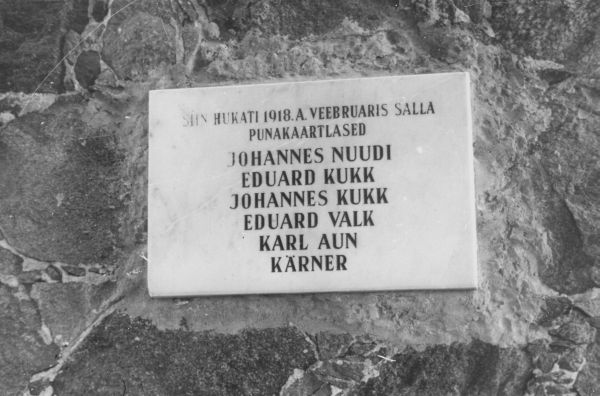 SIIN HUKATI 1918. A. VEEBRUARIS SALLA
PUNAKAARTLASED
JOHANNES NUUDI
EDUARD KUKK
JOHANNES KUKK
EDUARD VALK
KARL AUN
KÄRNER